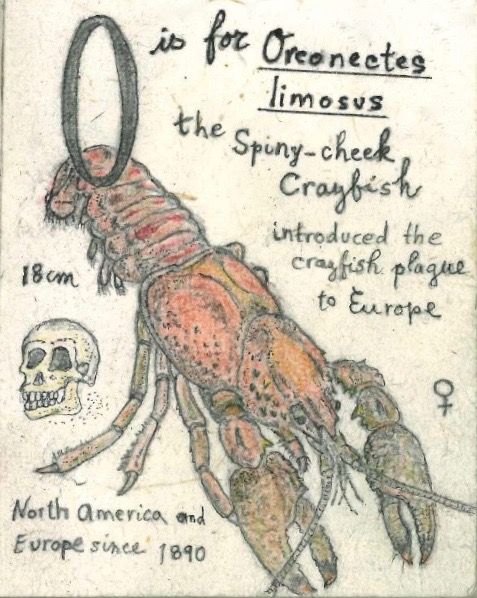 O is for Orconectes
limosus
the Spiny-cheek
Crayfish
introduced the
crayfish plague
to Europe
18cm
♀
North America and
Europe since 1890